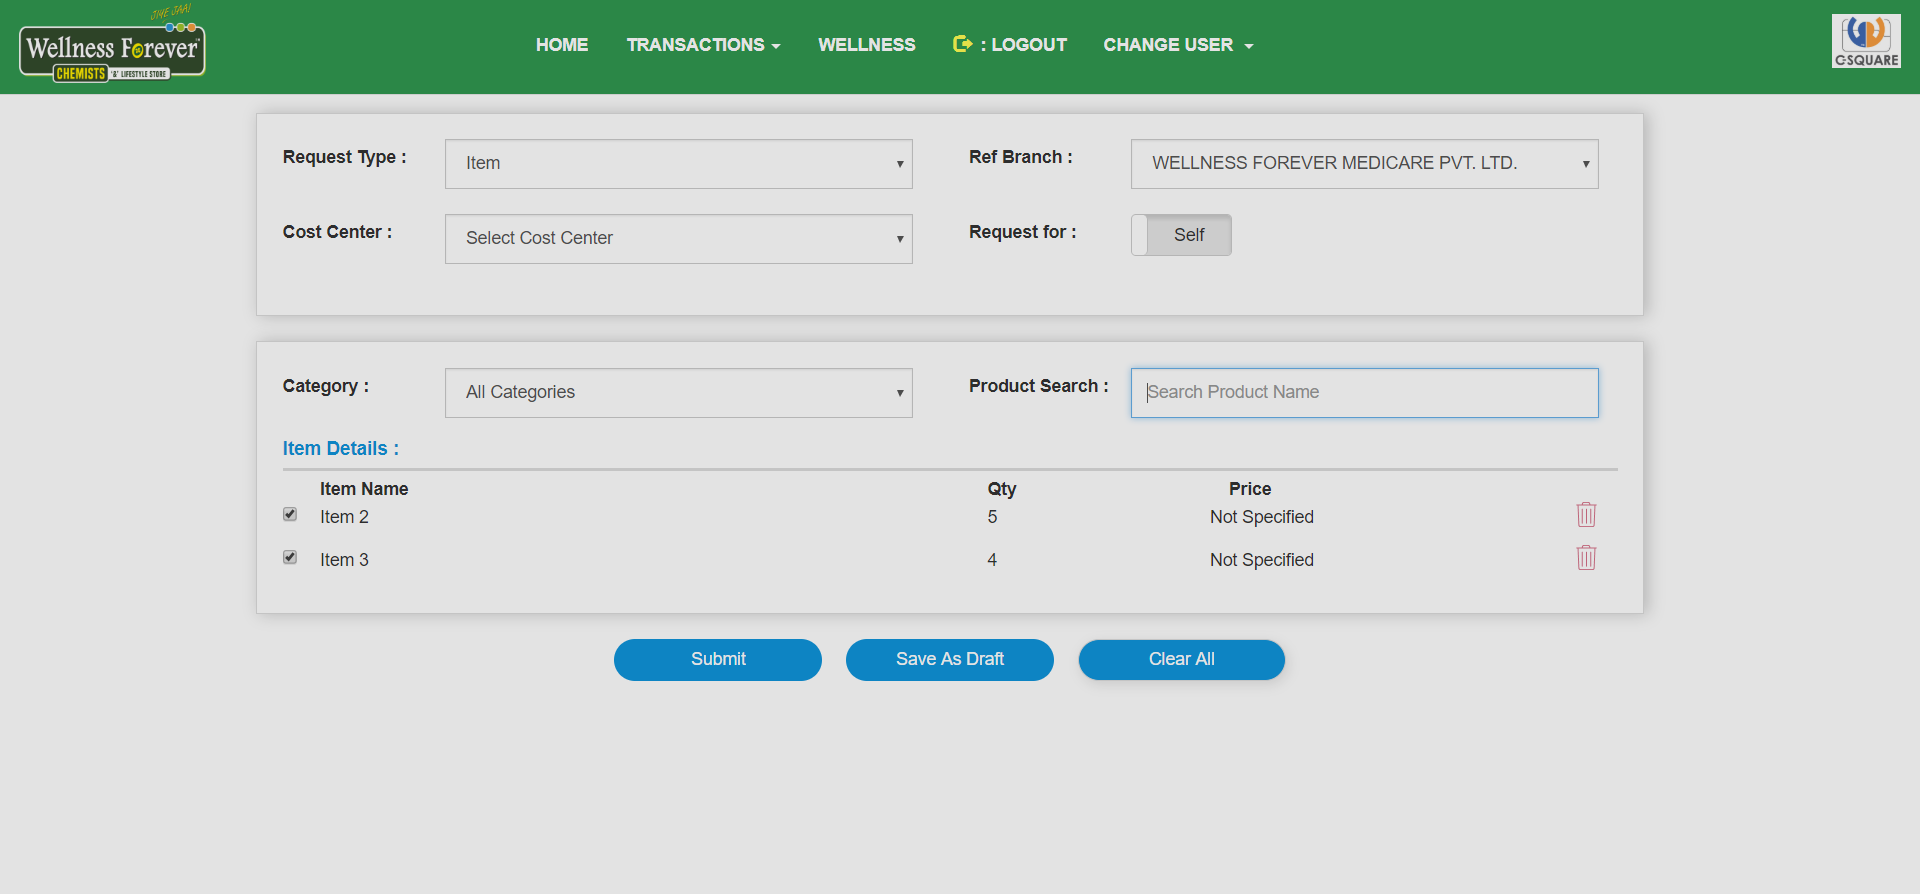 JIYE JAA!
Wellness Forever
CHEMISTS '&' LIFESTYLE STORE
HOME
TRANSACTIONS
WELLNESS
: LOGOUT
CHANGE USER
C-SQUARE
Request Type :
Item
Ref Branch :
WELLNESS FOREVER MEDICARE PVT. LTD.
Cost Center :
Select Cost Center
Request for :
Self
Category :
All Categories
Product Search :
Search Product Name
Item Details :
Item Name Qty Price
Item 2 5 Not Specified
Item 3 4 Not Specified
Submit
Save As Draft
Clear All